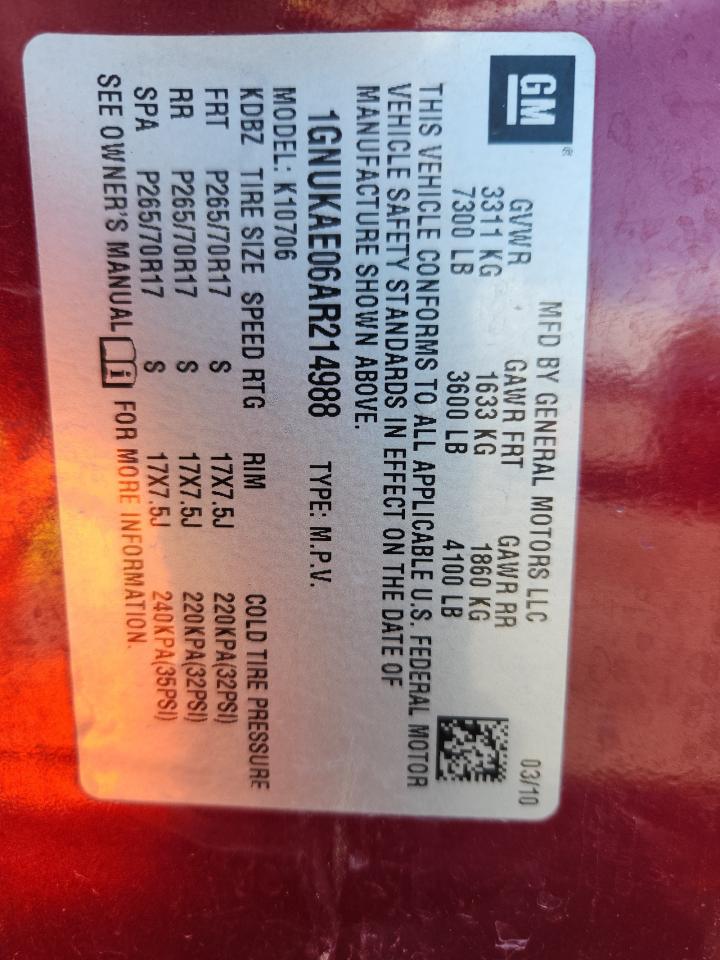 GM®
MFD BY GENERAL MOTORS LLC 03/10
GVWR GAWR FRT GAWR RR
3311 KG 1633 KG 1860 KG
7300 LB 3600 LB 4100 LB
THIS VEHICLE CONFORMS TO ALL APPLICABLE U.S. FEDERAL MOTOR
VEHICLE SAFETY STANDARDS IN EFFECT ON THE DATE OF
MANUFACTURE SHOWN ABOVE.
1GNUKAE06AR214988 TYPE: M.P.V.
MODEL: K10706
KDBZ TIRE SIZE SPEED RTG RIM COLD TIRE PRESSURE
FRT P265/70R17 S 17X7.5J 220KPA(32PSI)
RR P265/70R17 S 17X7.5J 220KPA(32PSI)
SPA P265/70R17 S 17X7.5J 240KPA(35PSI)
SEE OWNER'S MANUAL i FOR MORE INFORMATION.